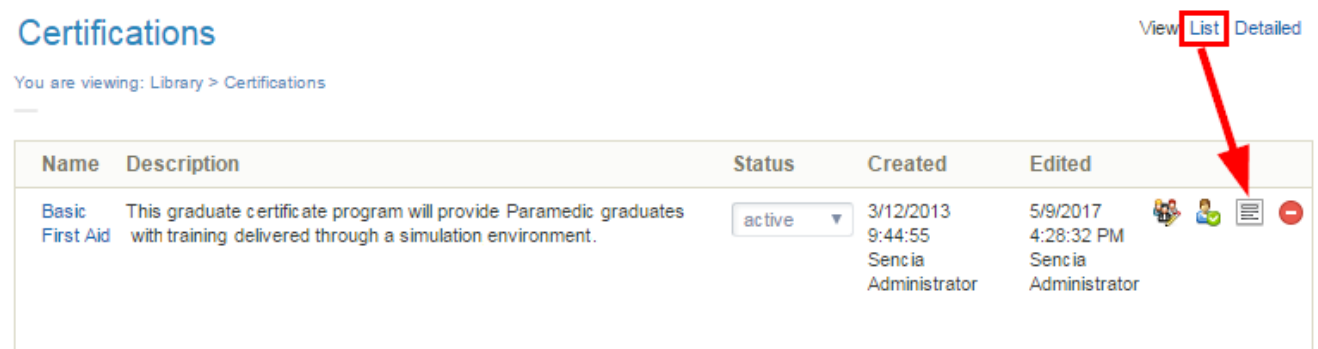 Certifications
View List Detailed
You are viewing: Library > Certifications
Name Description Status Created Edited
Basic First Aid
This graduate certificate program will provide Paramedic graduates
with training delivered through a simulation environment.
active
3/12/2013
9:44:55
Sencia
Administrator
5/9/2017
4:28:32 PM
Sencia
Administrator